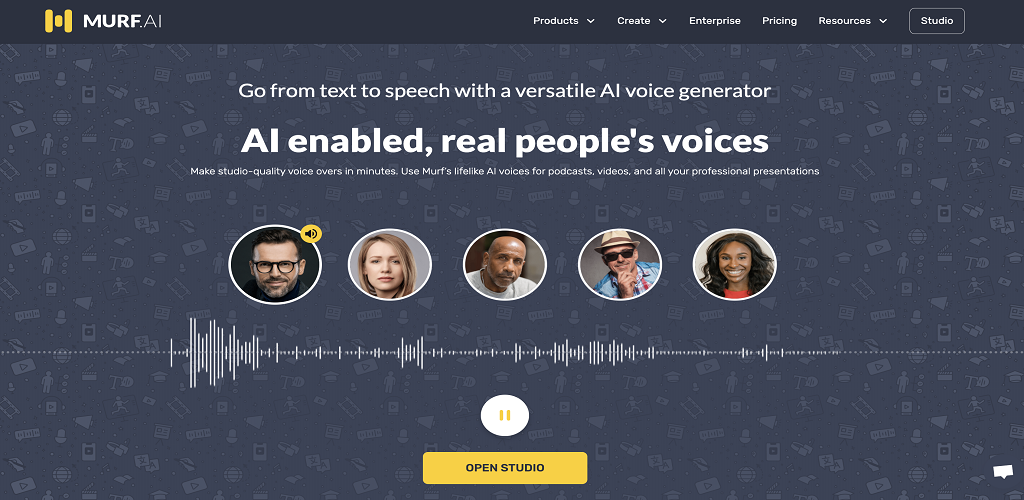 MURF.AI
Products Create Enterprise Pricing Resources Studio
Go from text to speech with a versatile AI voice generator
AI enabled, real people's voices
Make studio-quality voice overs in minutes. Use Murf's lifelike AI voices for podcasts, videos, and all your professional presentations
OPEN STUDIO